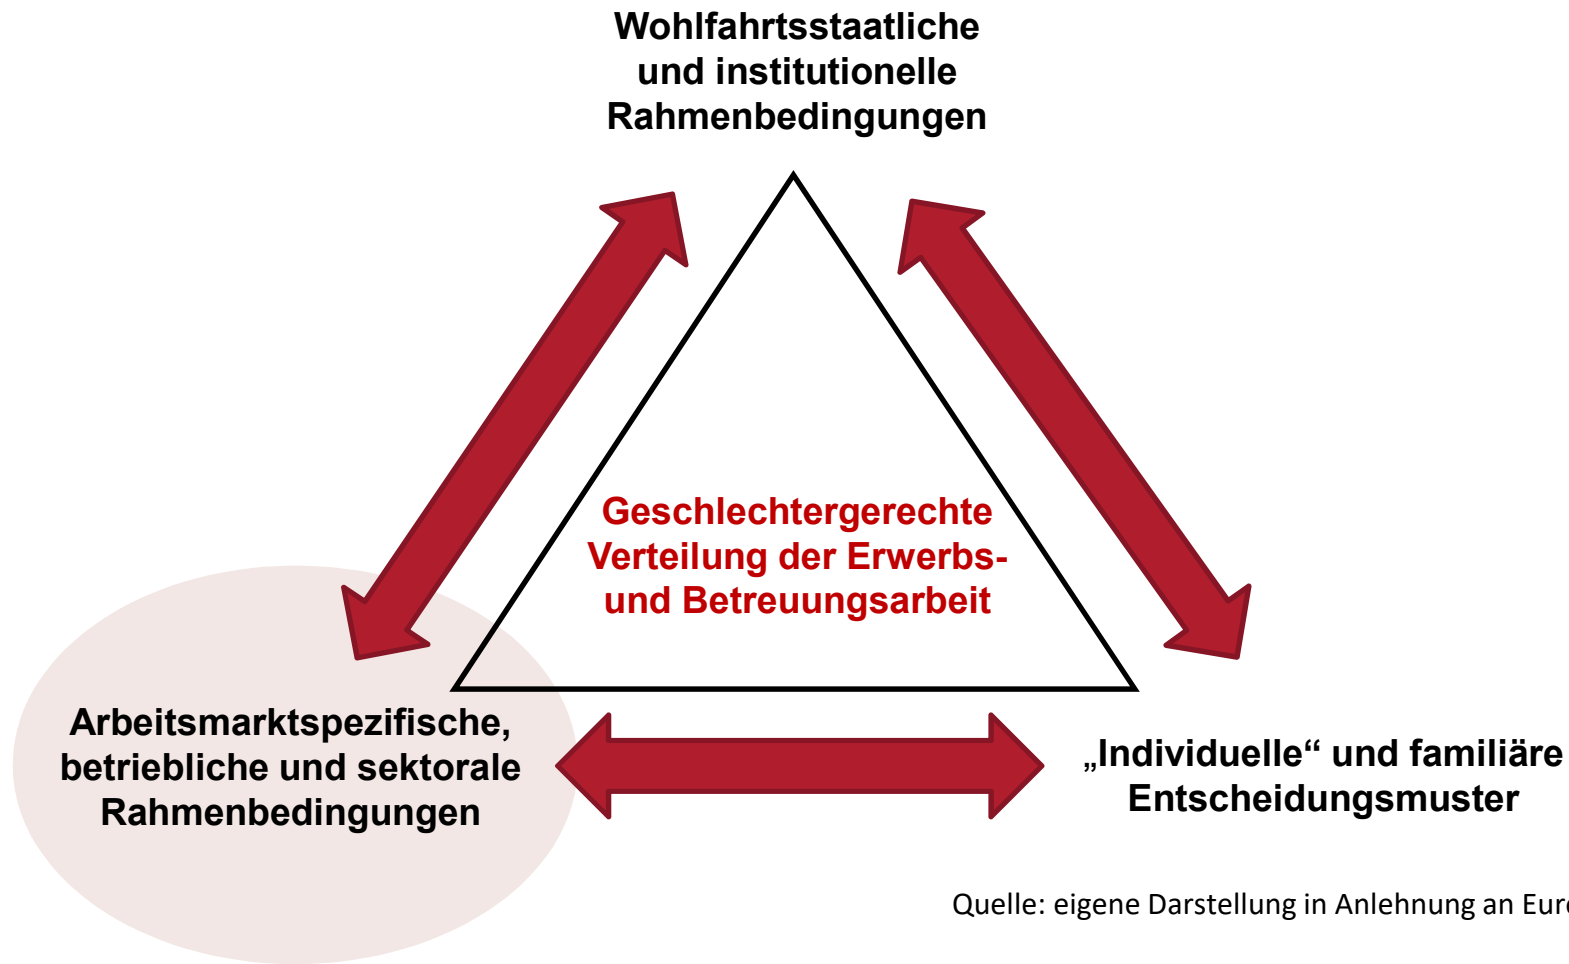 Wohlfahrtsstaatliche
und institutionelle
Rahmenbedingungen
Geschlechtergerechte
Verteilung der Erwerbs-
und Betreuungsarbeit
Arbeitsmarktspezifische,
betriebliche und sektorale
Rahmenbedingungen
„Individuelle“ und familiäre
Entscheidungsmuster
Quelle: eigene Darstellung in Anlehnung an